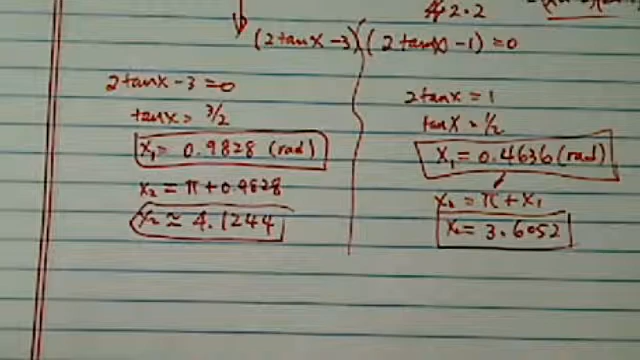 4 2.2
(2tanx -3)(2tanx -1)=0
2tanx -3 =0
tanx = 3/2
x₁= 0.9828 (rad)
x₂ = π+0.9828
x₂ ≈ 4.1244
2tanx = 1
tanx = 1/2
x₁ = 0.4636 (rad)
x₂ = π + x₁
x₂ = 3.6052